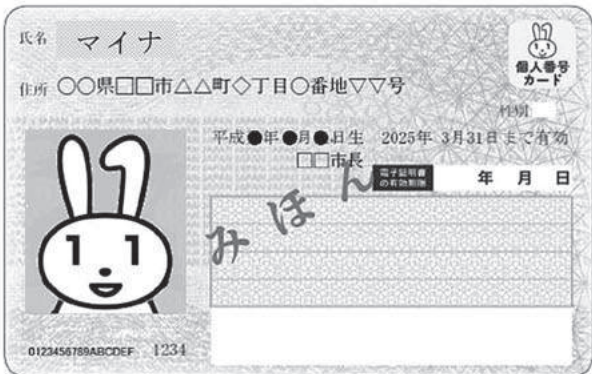 氏名 マイナ
個人番号
カード
住所 ○○県□□市△△町◇丁目○番地▽▽号
性別
平成●年●月●日生 2025年 3月31日まで有効
□□市長
電子証明書
の有効期限
年 月 日
みほん
1 1
0123456789ABCDEF 1234